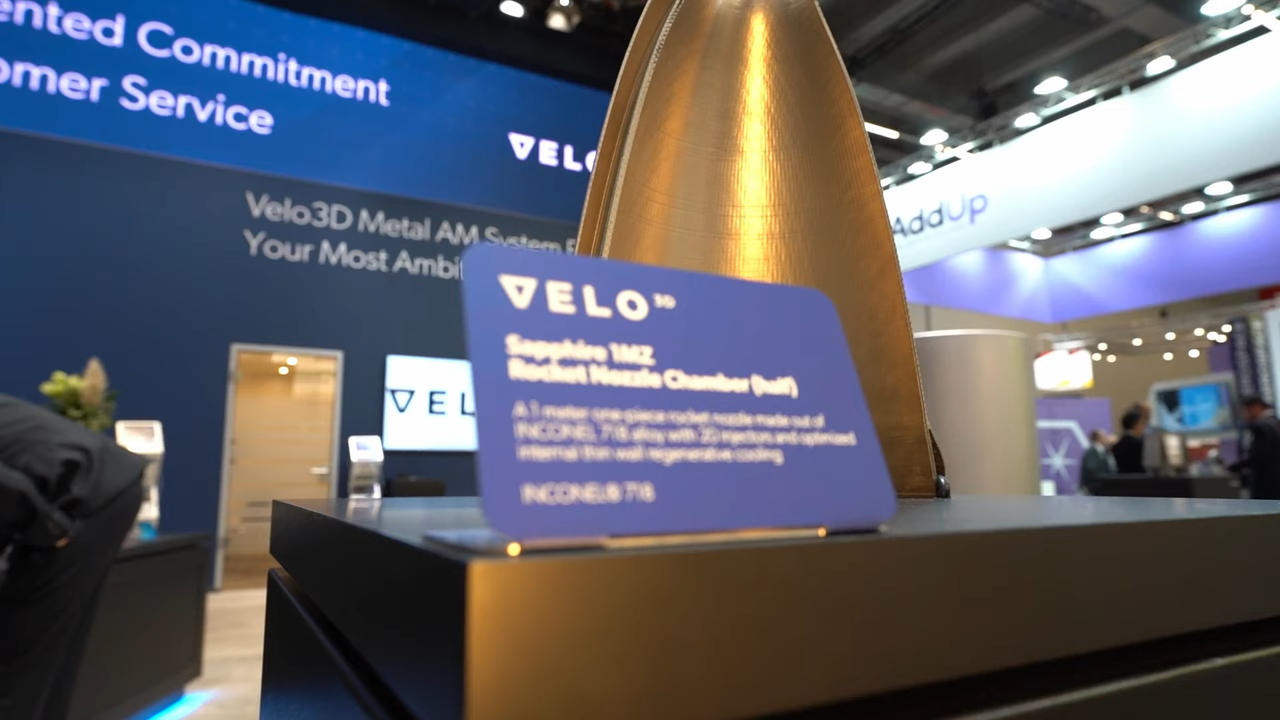 ented Commitment
omer Service
VELO
Velo3D Metal AM System
Your Most Ambi
AddUp
VELO 3D
Sapphire 1MZ
Rocket Nozzle Chamber (half)
A 1 meter one-piece rocket nozzle made out of
INCONEL 718 alloy with 20 injectors and optimized
internal thin wall regenerative cooling
INCONEL® 718
VEL